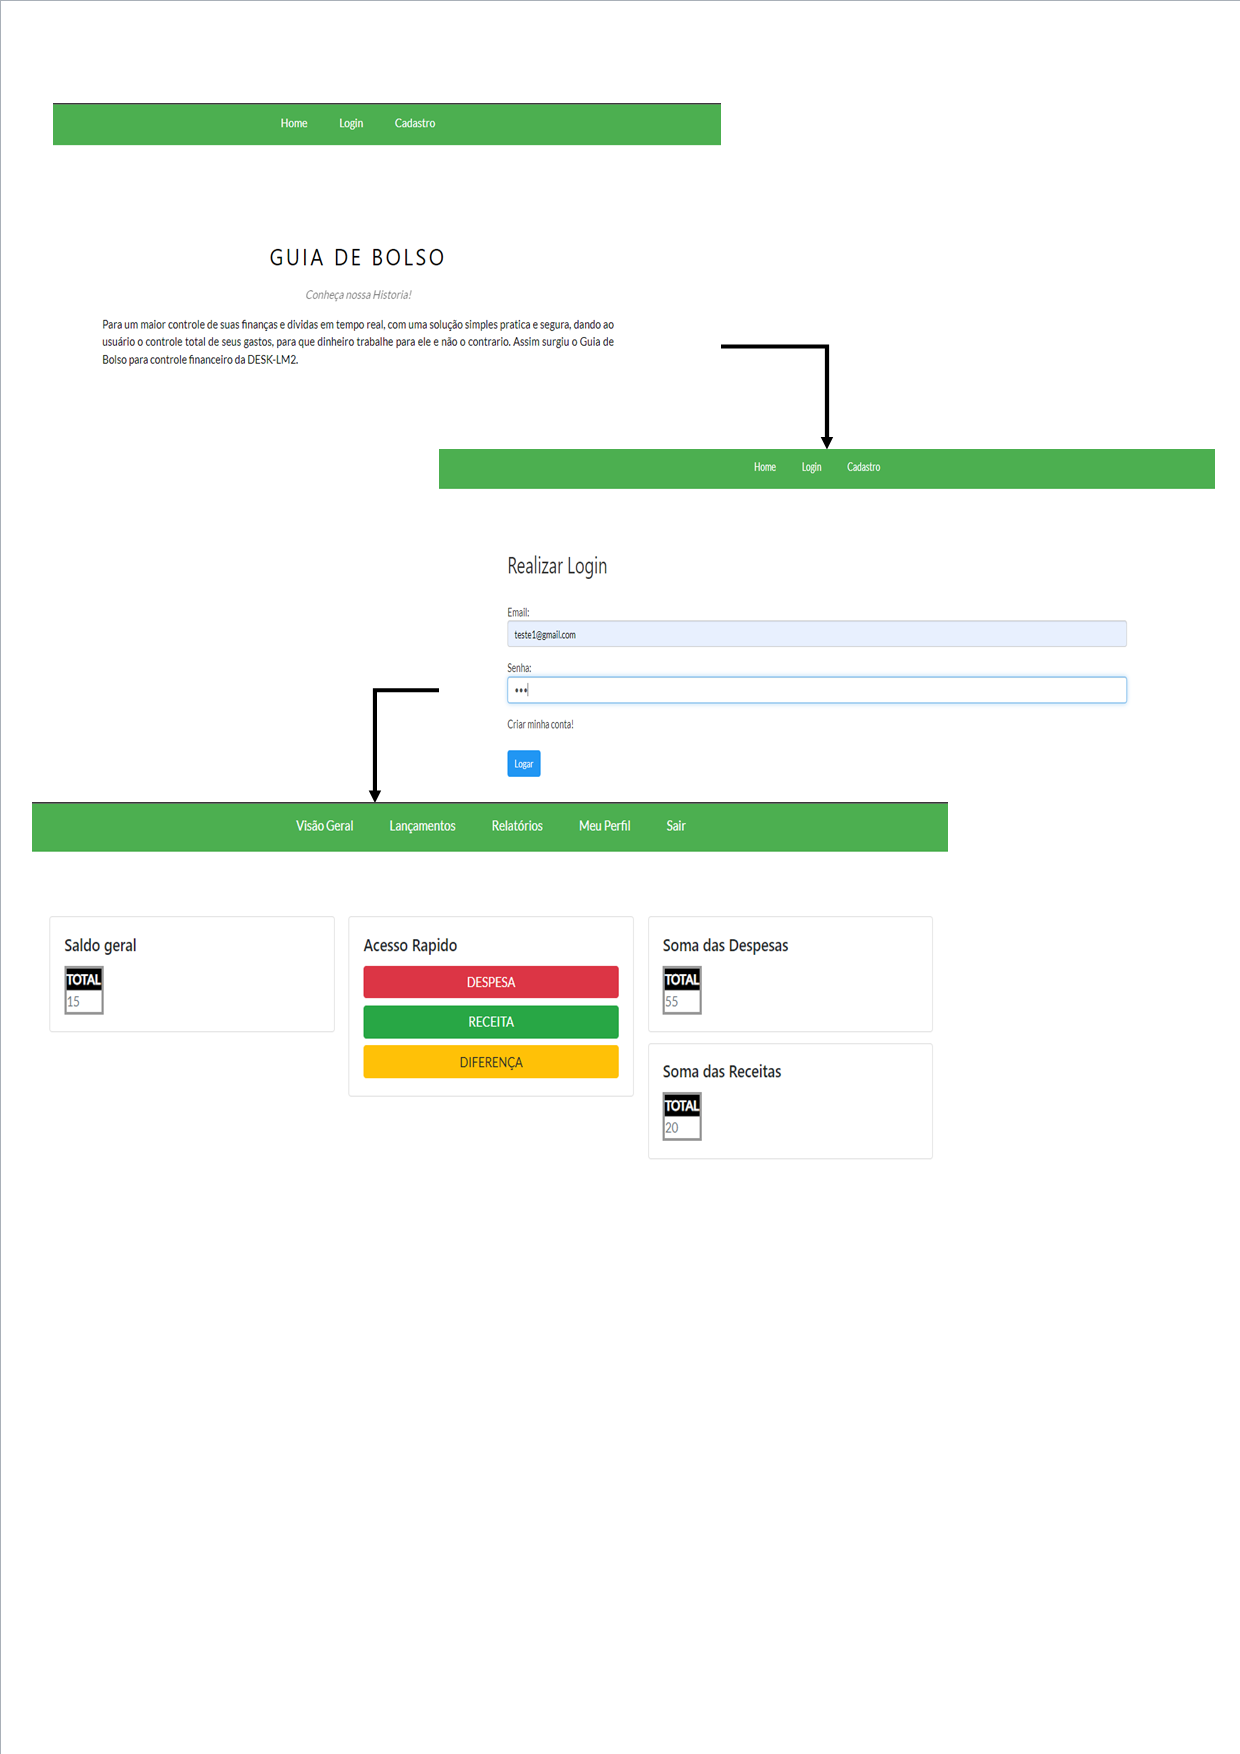 Home Login Cadastro
GUIA DE BOLSO
Conheça nossa Historia!
Para um maior controle de suas finanças e dividas em tempo real, com uma solução simples pratica e segura, dando ao
usuário o controle total de seus gastos, para que dinheiro trabalhe para ele e não o contrario. Assim surgiu o Guia de
Bolso para controle financeiro da DESK-LM2.
Home Login Cadastro
Realizar Login
Email:
teste1@gmail.com
Senha:
•••
Criar minha conta!
Logar
Visão Geral Lançamentos Relatórios Meu Perfil Sair
Saldo geral
TOTAL
15
Acesso Rapido
DESPESA
RECEITA
DIFERENÇA
Soma das Despesas
TOTAL
55
Soma das Receitas
TOTAL
20